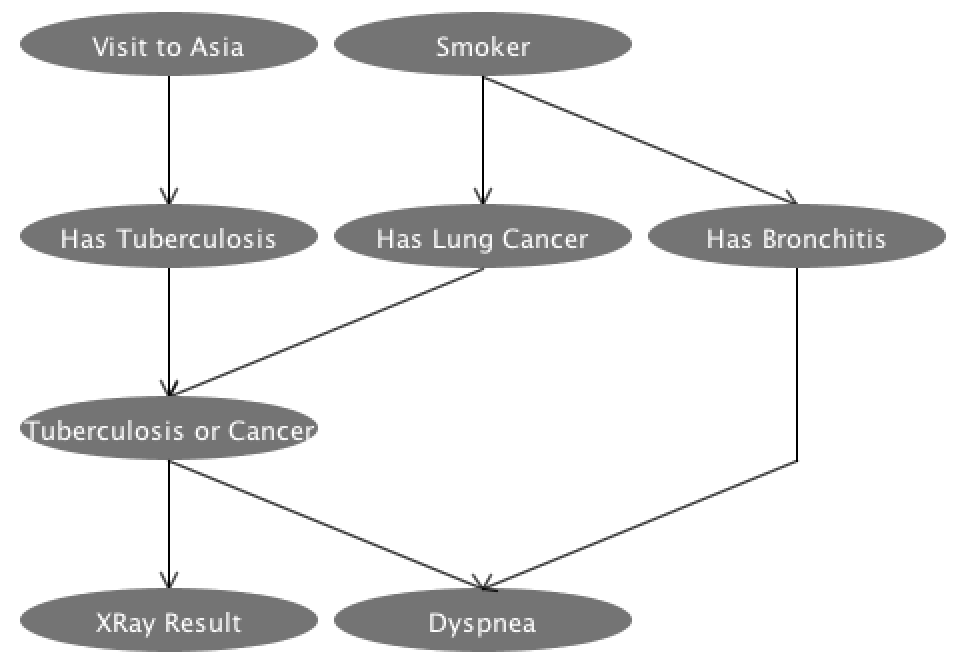 Visit to Asia
Smoker
Has Tuberculosis
Has Lung Cancer
Has Bronchitis
Tuberculosis or Cancer
XRay Result
Dyspnea